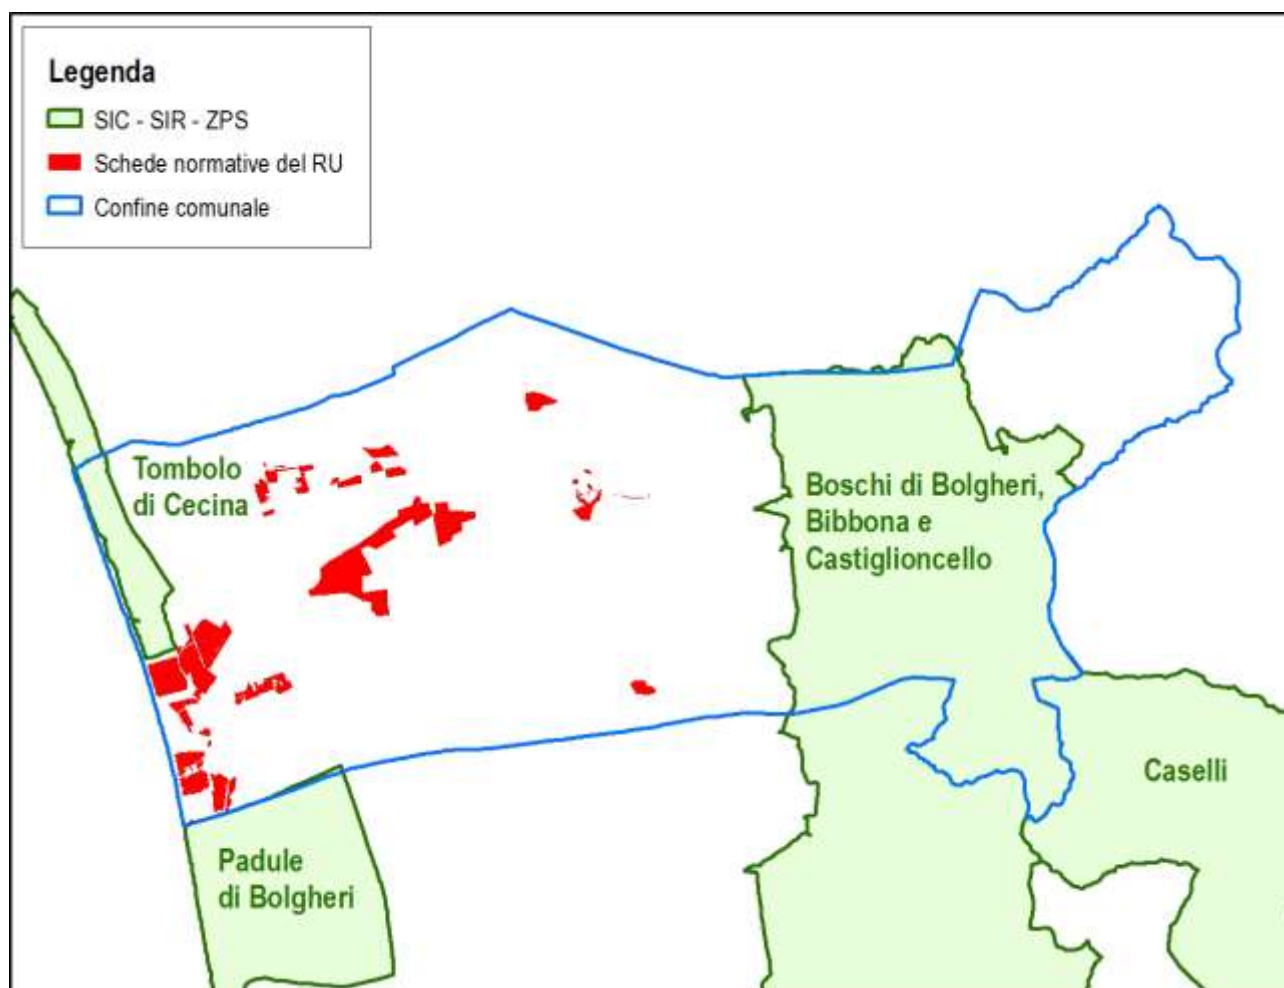 Legenda
SIC - SIR - ZPS
Schede normative del RU
Confine comunale
Tombolo
di Cecina
Boschi di Bolgheri,
Bibbona e
Castiglioncello
Caselli
Padule
di Bolgheri